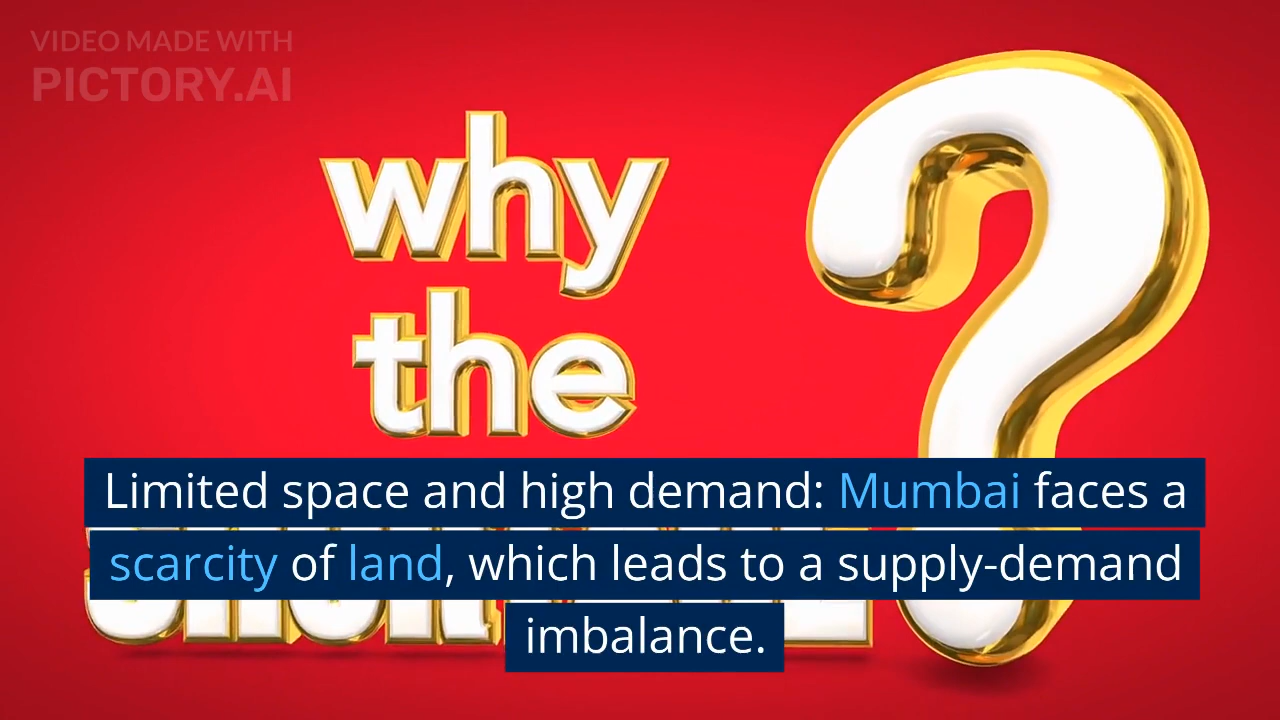 VIDEO MADE WITH
PICTORY.AI
why
the
?
Limited space and high demand: Mumbai faces a
scarcity of land, which leads to a supply-demand
imbalance.